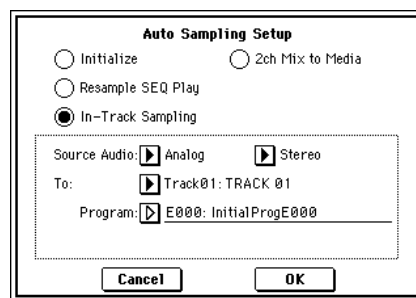 Auto Sampling Setup
Initialize 2ch Mix to Media
Resample SEQ Play
In-Track Sampling
Source Audio: Analog Stereo
To: Track01: TRACK 01
Program: E000: InitialProgE000
Cancel OK